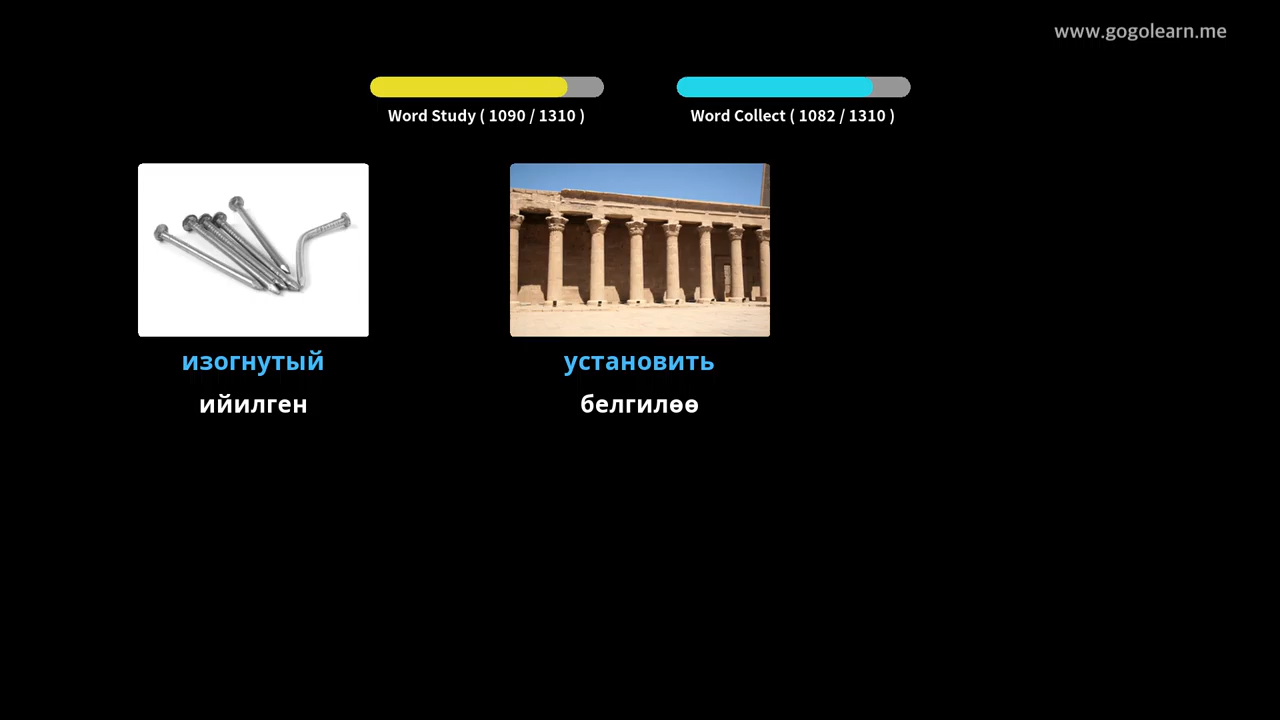 www.gogolearn.me
Word Study ( 1090 / 1310 )
Word Collect ( 1082 / 1310 )
изогнутый
ийилген
установить
белгилөө